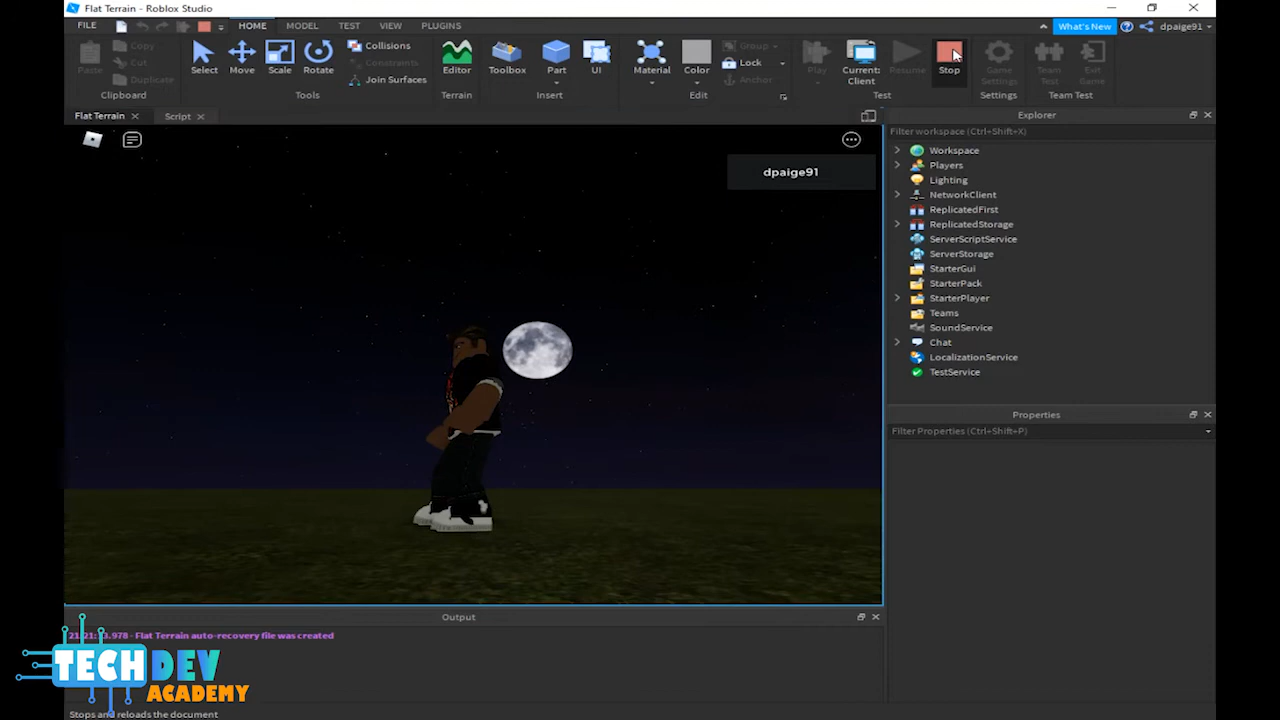 Flat Terrain - Roblox Studio
FILE HOME MODEL TEST VIEW PLUGINS What's New dpaige91
Paste Copy Cut Duplicate
Select Move Scale Rotate
Collisions
Constraints
Join Surfaces
Editor Toolbox Part UI
Material Color
Group
Lock
Anchor
Play Current: Client Resume Stop
Game Settings Team Test Exit Game
Clipboard Tools Terrain Insert Edit Test Settings Team Test
Flat Terrain Script
dpaige91
Explorer
Filter workspace (Ctrl+Shift+X)
Workspace
Players
Lighting
NetworkClient
ReplicatedFirst
ReplicatedStorage
ServerScriptService
ServerStorage
StarterGui
StarterPack
StarterPlayer
Teams
SoundService
Chat
LocalizationService
TestService
Properties
Filter Properties (Ctrl+Shift+P)
Output
.978 - Flat Terrain auto-recovery file was created
TECH DEV
ACADEMY
Stops and reloads the document